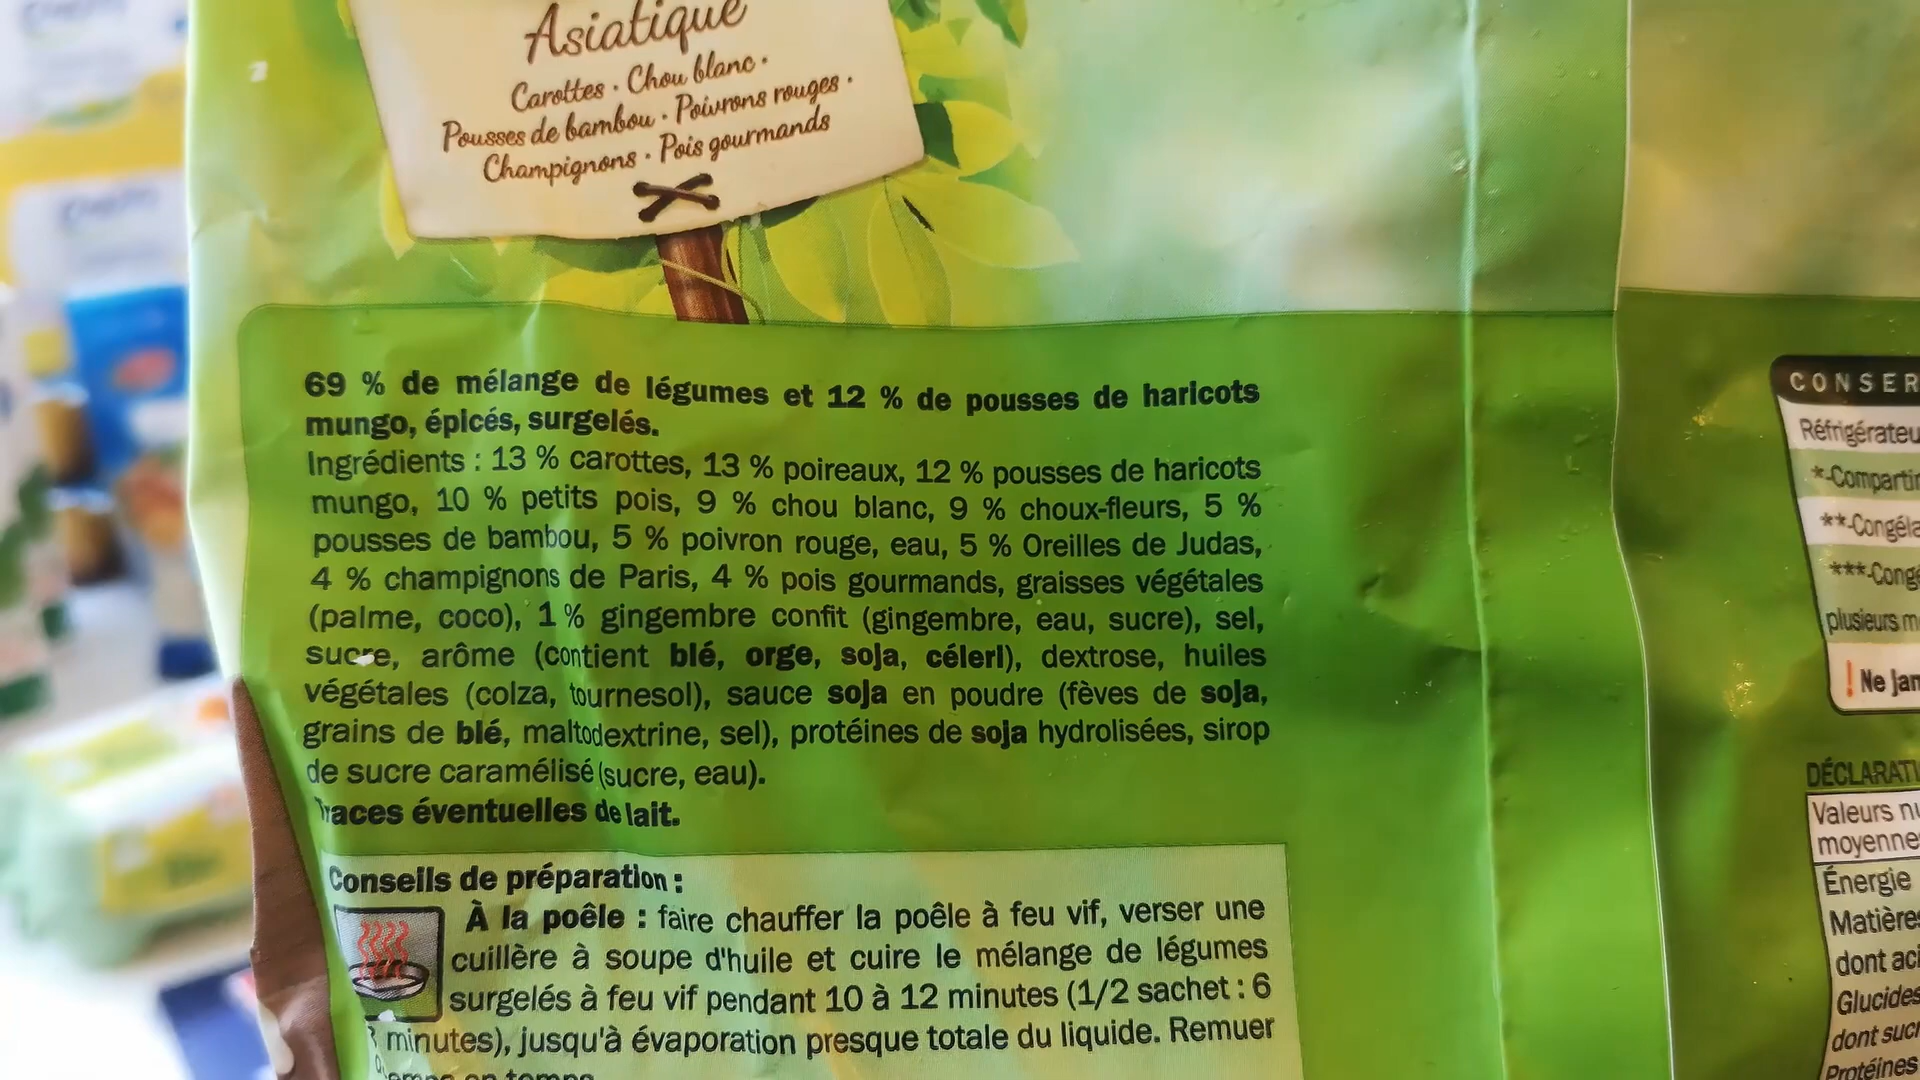 Asiatique
Carottes · Chou blanc ·
Pousses de bambou · Poivrons rouges ·
Champignons · Pois gourmands
69 % de mélange de légumes et 12 % de pousses de haricots
mungo, épicés, surgelés.
Ingrédients : 13 % carottes, 13 % poireaux, 12 % pousses de haricots
mungo, 10 % petits pois, 9 % chou blanc, 9 % choux-fleurs, 5 %
pousses de bambou, 5 % poivron rouge, eau, 5 % Oreilles de Judas,
4 % champignons de Paris, 4 % pois gourmands, graisses végétales
(palme, coco), 1 % gingembre confit (gingembre, eau, sucre), sel,
sucre, arôme (contient blé, orge, soja, céleri), dextrose, huiles
végétales (colza, tournesol), sauce soja en poudre (fèves de soja,
grains de blé, maltodextrine, sel), protéines de soja hydrolisées, sirop
de sucre caramélisé (sucre, eau).
Traces éventuelles de lait.
Conseils de préparation :
À la poêle : faire chauffer la poêle à feu vif, verser une
cuillère à soupe d'huile et cuire le mélange de légumes
surgelés à feu vif pendant 10 à 12 minutes (1/2 sachet : 6
minutes), jusqu'à évaporation presque totale du liquide. Remuer
CONSER
Réfrigérateu
*-Compartim
**-Congéla
***-Congé
plusieurs m
! Ne jam
DÉCLARATI
Valeurs nu
moyenne
Énergie
Matières
dont aci
Glucides
dont sucr
Protéines